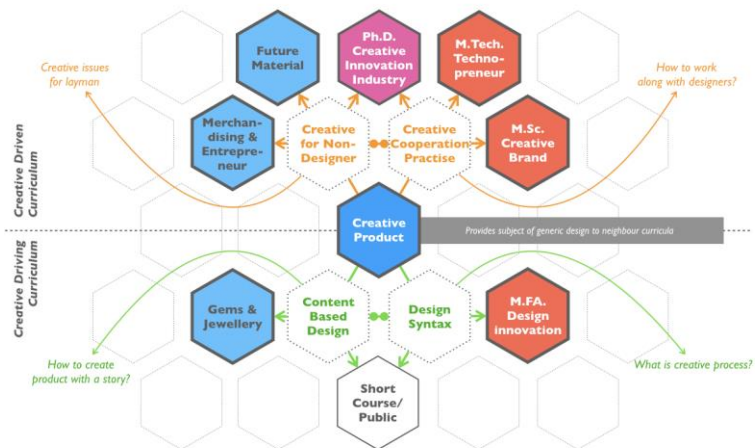 Future
Material
Ph.D.
Creative
Innovation
Industry
M.Tech.
Techno-
preneur
Creative issues
for layman
How to work
along with designers?
Merchan-
dising &
Entrepre-
neur
Creative
for Non-
Designer
Creative
Cooperation
Practise
M.Sc.
Creative
Brand
Creative Driven
Curriculum
Creative
Product
Provides subject of generic design to neighbour curricula
Creative Driving
Curriculum
Gems &
Jewellery
Content
Based
Design
Design
Syntax
M.FA.
Design
innovation
How to create
product with a story?
What is creative process?
Short
Course/
Public